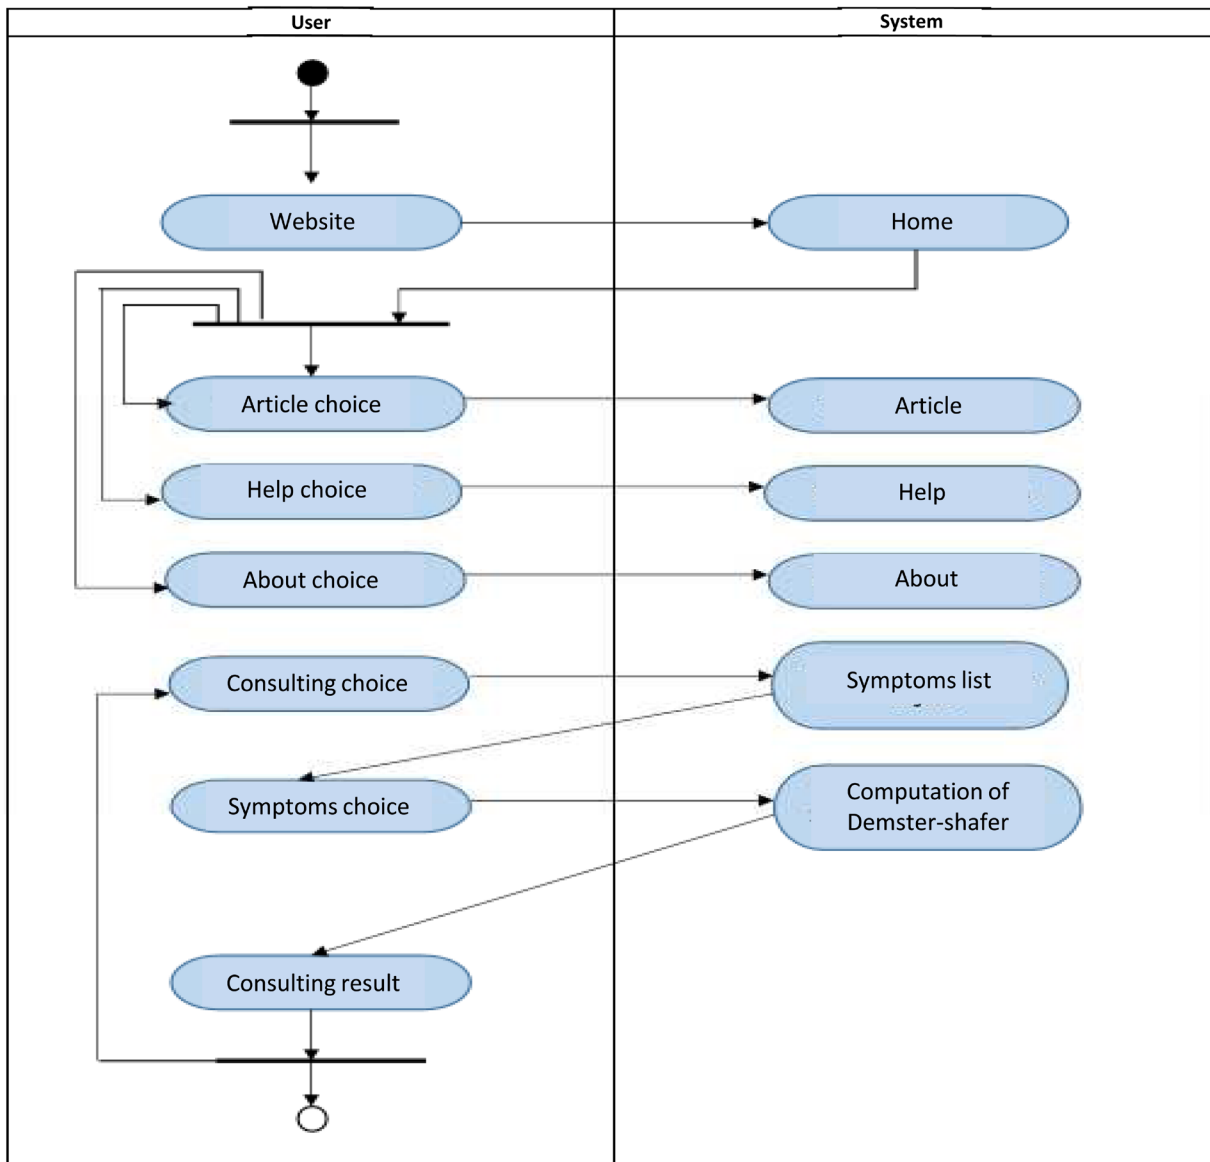 User
System
Website
Home
Article choice
Article
Help choice
Help
About choice
About
Consulting choice
Symptoms list
Symptoms choice
Computation of
Demster-shafer
Consulting result